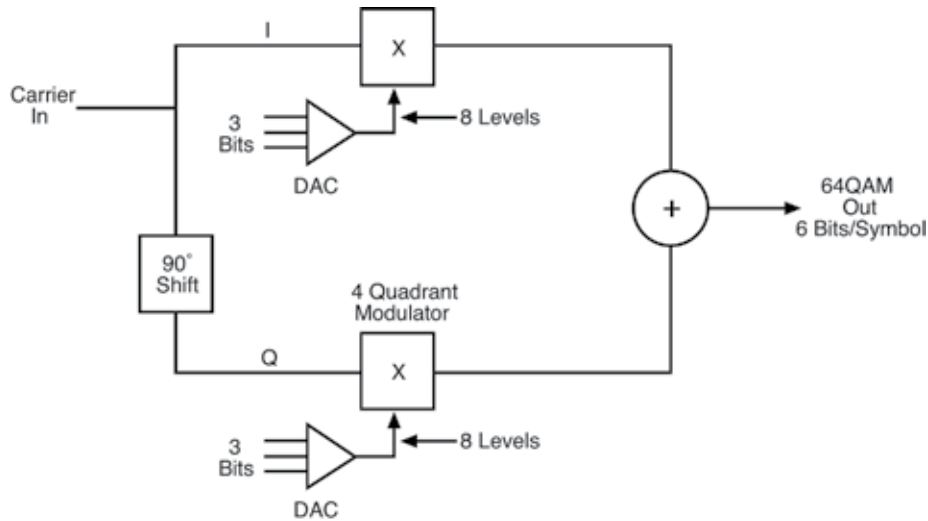 I
X
Carrier
In
3
Bits
8 Levels
DAC
64QAM
Out
6 Bits/Symbol
+
90°
Shift
4 Quadrant
Modulator
Q
X
3
Bits
8 Levels
DAC